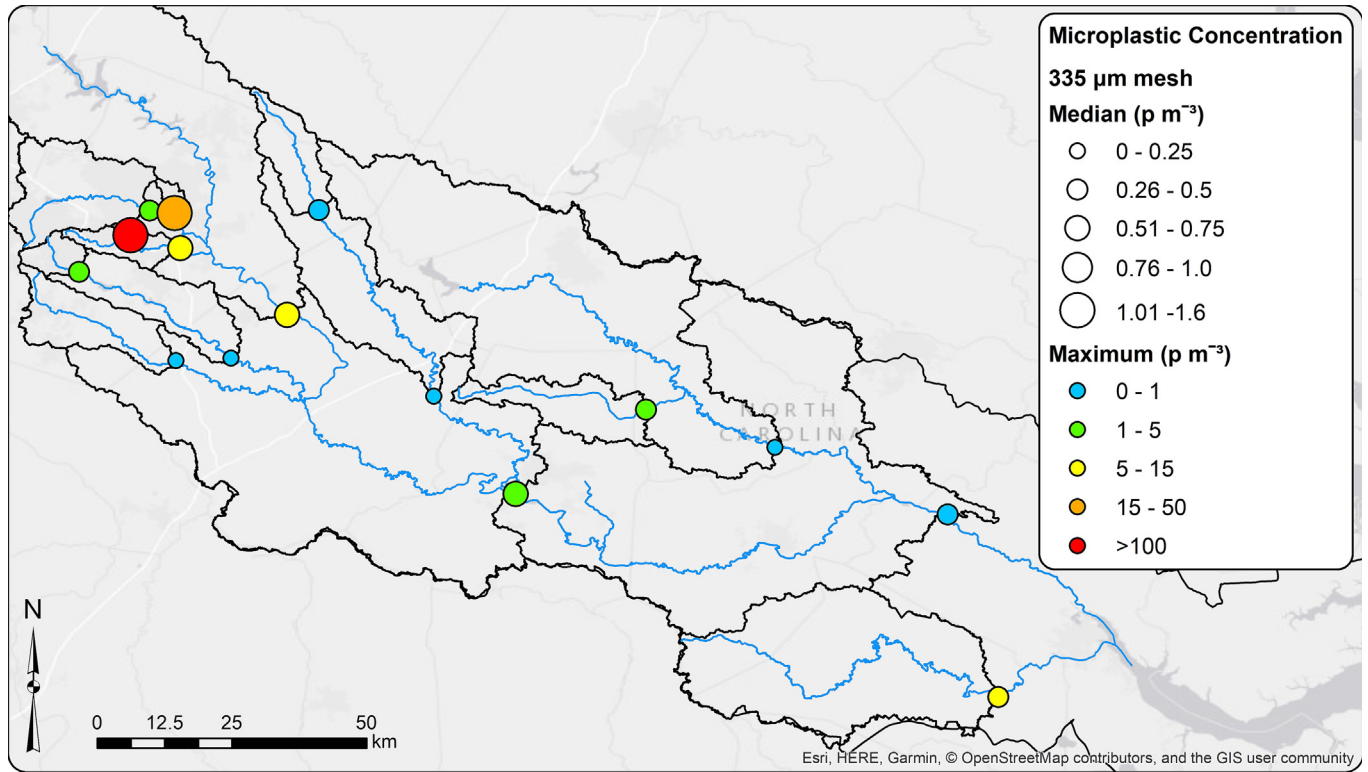 Microplastic Concentration
335 µm mesh
Median (p m⁻³)
0 - 0.25
0.26 - 0.5
0.51 - 0.75
0.76 - 1.0
1.01 -1.6
Maximum (p m⁻³)
0 - 1
1 - 5
5 - 15
15 - 50
>100
NORTH
CAROLINA
N
0 12.5 25 50
km
Esri, HERE, Garmin, © OpenStreetMap contributors, and the GIS user community